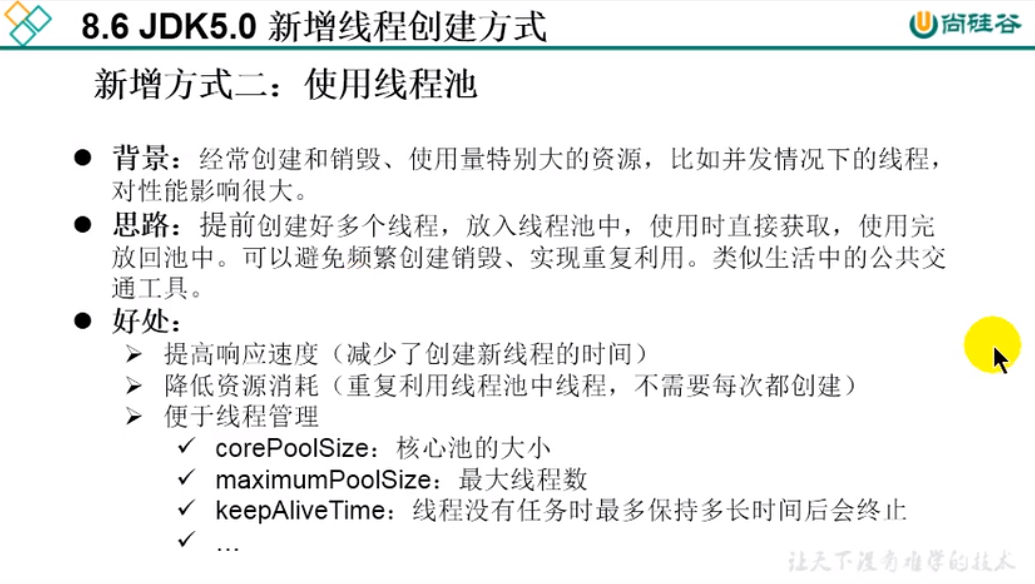 8.6 JDK5.0 新增线程创建方式
尚硅谷
新增方式二：使用线程池
背景：经常创建和销毁、使用量特别大的资源，比如并发情况下的线程，
对性能影响很大。
思路：提前创建好多个线程，放入线程池中，使用时直接获取，使用完
放回池中。可以避免频繁创建销毁、实现重复利用。类似生活中的公共交
通工具。
好处：
提高响应速度（减少了创建新线程的时间）
降低资源消耗（重复利用线程池中线程，不需要每次都创建）
便于线程管理
corePoolSize：核心池的大小
maximumPoolSize：最大线程数
keepAliveTime：线程没有任务时最多保持多长时间后会终止
…
让天下没有难学的技术